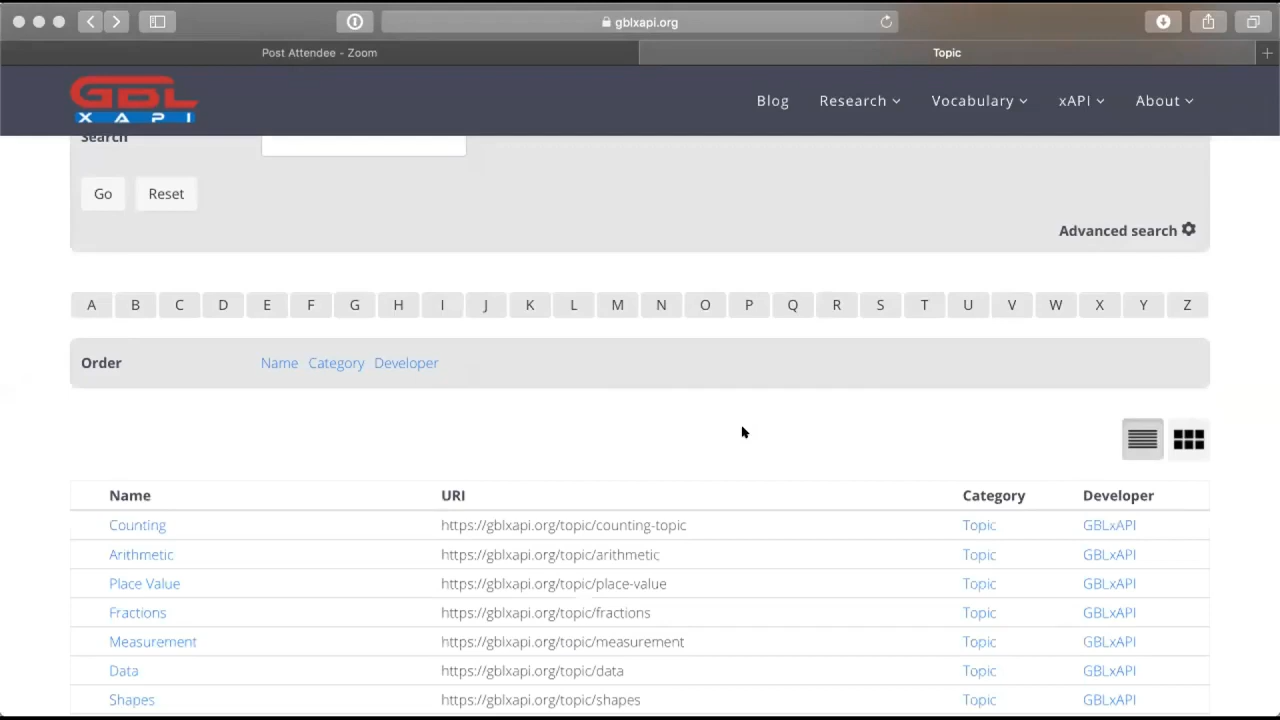 gblxapi.org
Post Attendee - Zoom
Topic
GBL
XAPI
Blog Research Vocabulary xAPI About
Search
Go Reset
Advanced search
A B C D E F G H I J K L M N O P Q R S T U V W X Y Z
Order Name Category Developer
Name URI Category Developer
Counting https://gblxapi.org/topic/counting-topic Topic GBLxAPI
Arithmetic https://gblxapi.org/topic/arithmetic Topic GBLxAPI
Place Value https://gblxapi.org/topic/place-value Topic GBLxAPI
Fractions https://gblxapi.org/topic/fractions Topic GBLxAPI
Measurement https://gblxapi.org/topic/measurement Topic GBLxAPI
Data https://gblxapi.org/topic/data Topic GBLxAPI
Shapes https://gblxapi.org/topic/shapes Topic GBLxAPI